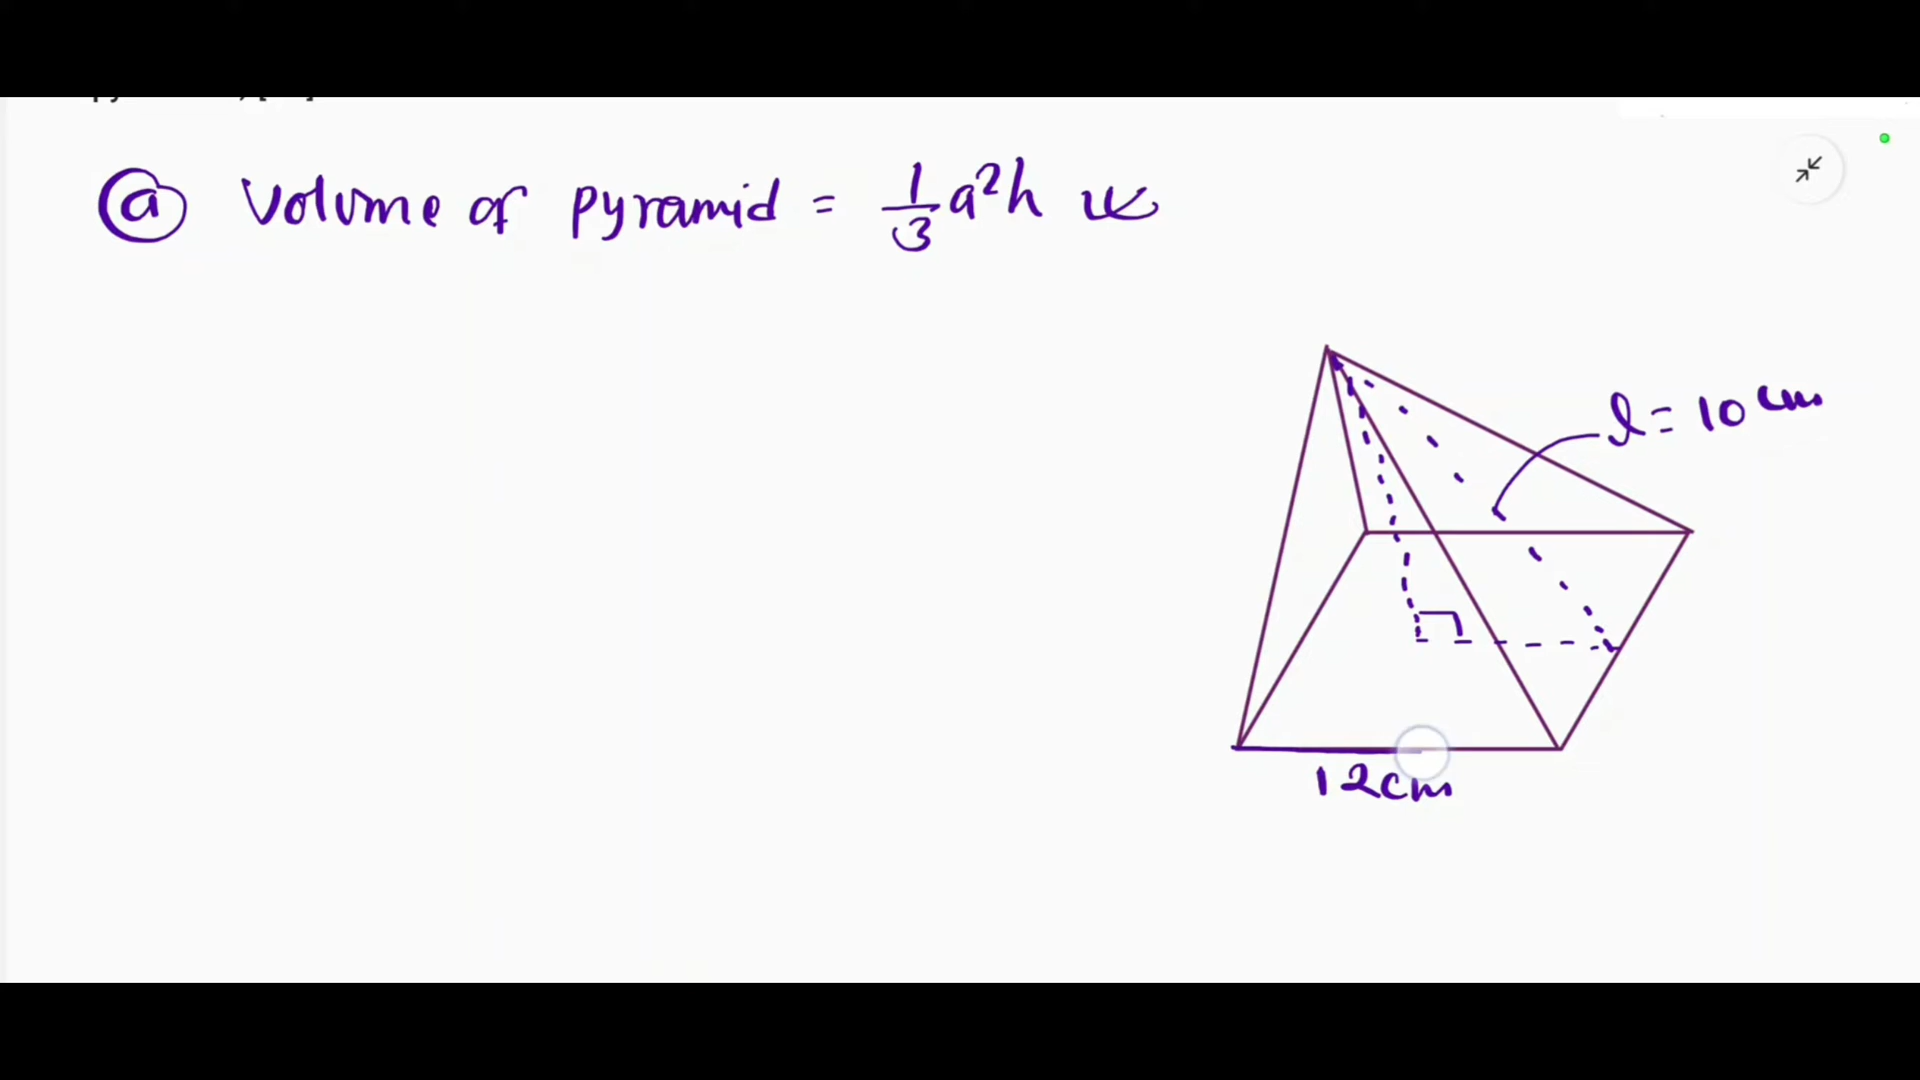 ⓐ Volume of pyramid = 1/3 a²h
l = 10 cm
12cm